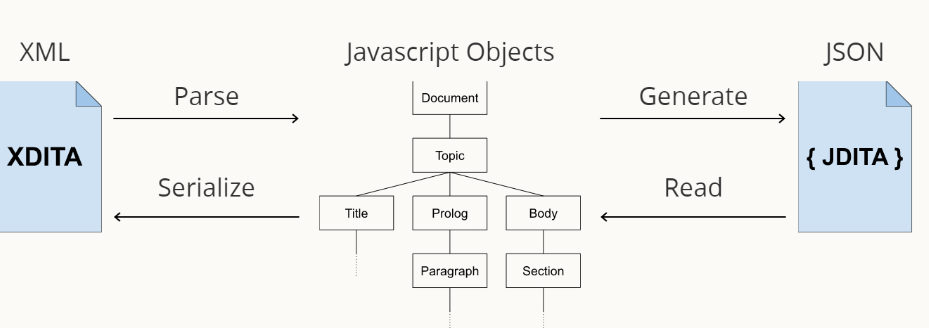 XML
Javascript Objects
JSON
Parse
Generate
Document
XDITA
Topic
{ JDITA }
Serialize
Read
Title
Prolog
Body
Paragraph
Section